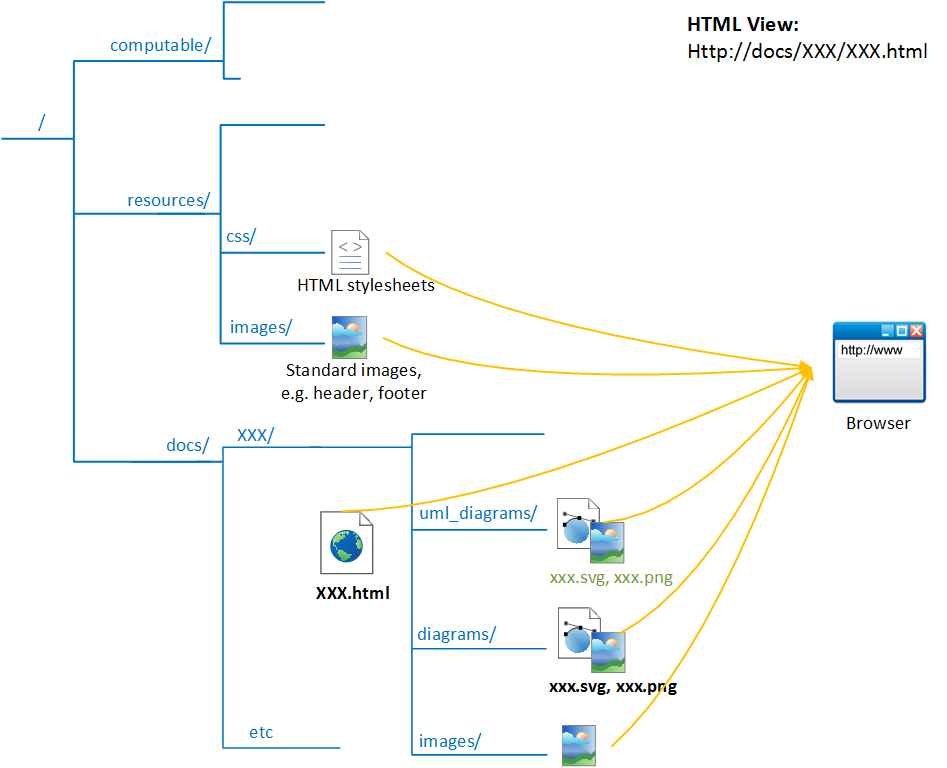 HTML View:
Http://docs/XXX/XXX.html
computable/
/
resources/
css/
HTML stylesheets
images/
Standard images,
e.g. header, footer
http://www
Browser
docs/
XXX/
XXX.html
uml_diagrams/
xxx.svg, xxx.png
diagrams/
xxx.svg, xxx.png
etc
images/